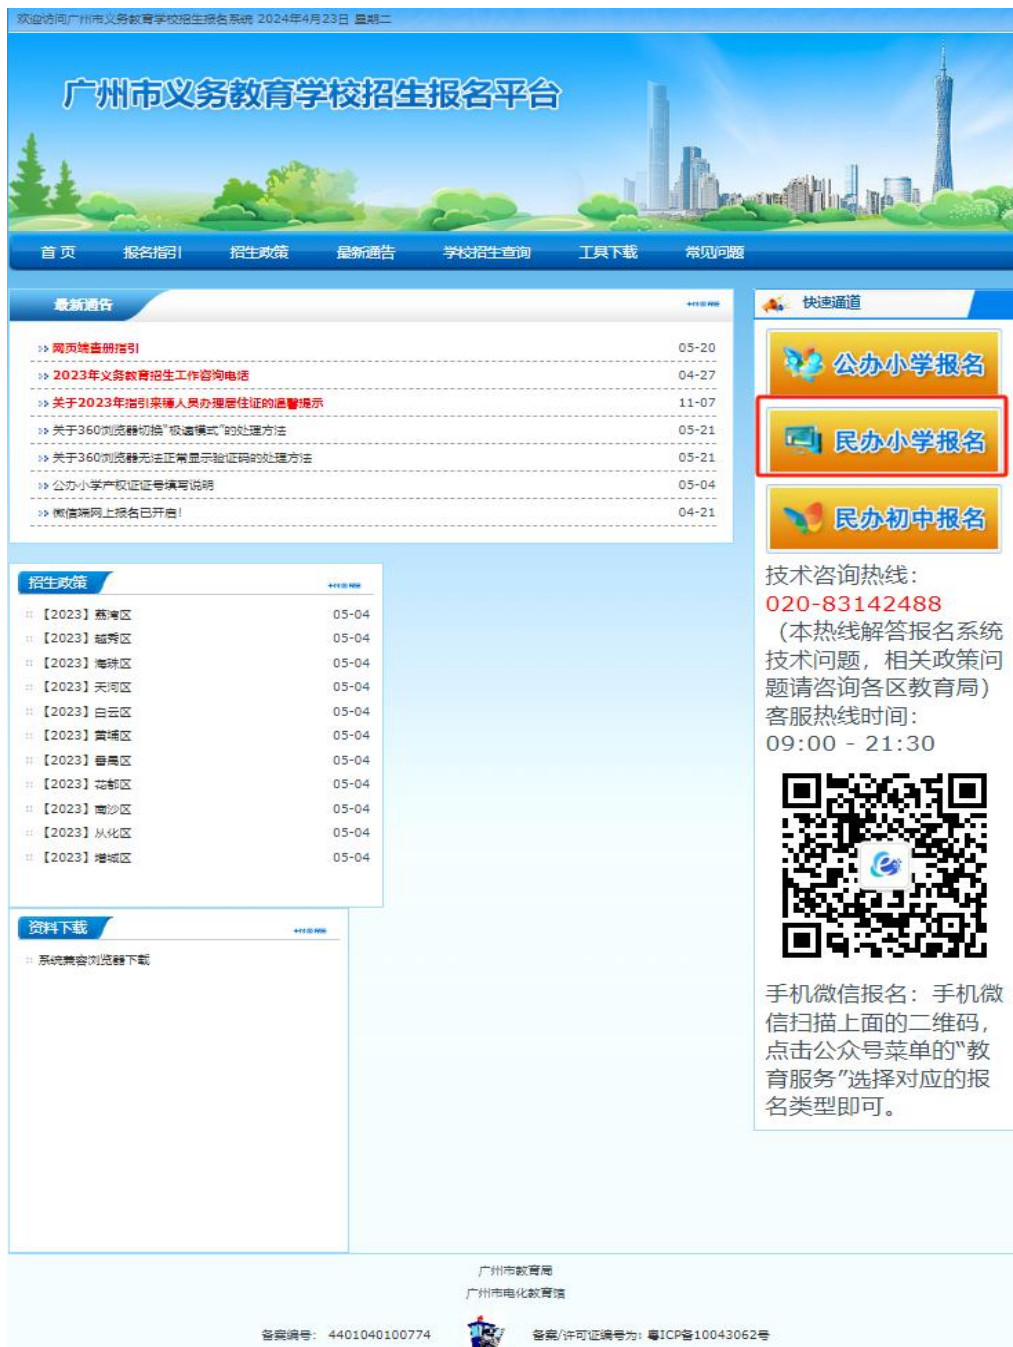 欢迎访问广州市义务教育学校招生报名系统 2024年4月23日 星期二
广州市义务教育学校招生报名平台
首 页 报名指引 招生政策 最新通告 学校招生查询 工具下载 常见问题
最新通告
网页端查册指引 05-20
2023年义务教育招生工作咨询电话 04-27
关于2023年指引来穗人员办理居住证的温馨提示 11-07
关于360浏览器切换"极速模式"的处理方法 05-21
关于360浏览器无法正常显示验证码的处理方法 05-21
公办小学产权证证号填写说明 05-04
微信端网上报名已开启! 04-21
招生政策
【2023】荔湾区 05-04
【2023】越秀区 05-04
【2023】海珠区 05-04
【2023】天河区 05-04
【2023】白云区 05-04
【2023】黄埔区 05-04
【2023】番禺区 05-04
【2023】花都区 05-04
【2023】南沙区 05-04
【2023】从化区 05-04
【2023】增城区 05-04
资料下载
系统兼容浏览器下载
快速通道
公办小学报名
民办小学报名
民办初中报名
技术咨询热线：
020-83142488
（本热线解答报名系统
技术问题，相关政策问
题请咨询各区教育局）
客服热线时间：
09:00 - 21:30
手机微信报名：手机微
信扫描上面的二维码，
点击公众号菜单的“教
育服务”选择对应的报
名类型即可。
广州市教育局
广州市电化教育馆
备案编号： 4401040100774 备案/许可证编号为：粤ICP备10043062号